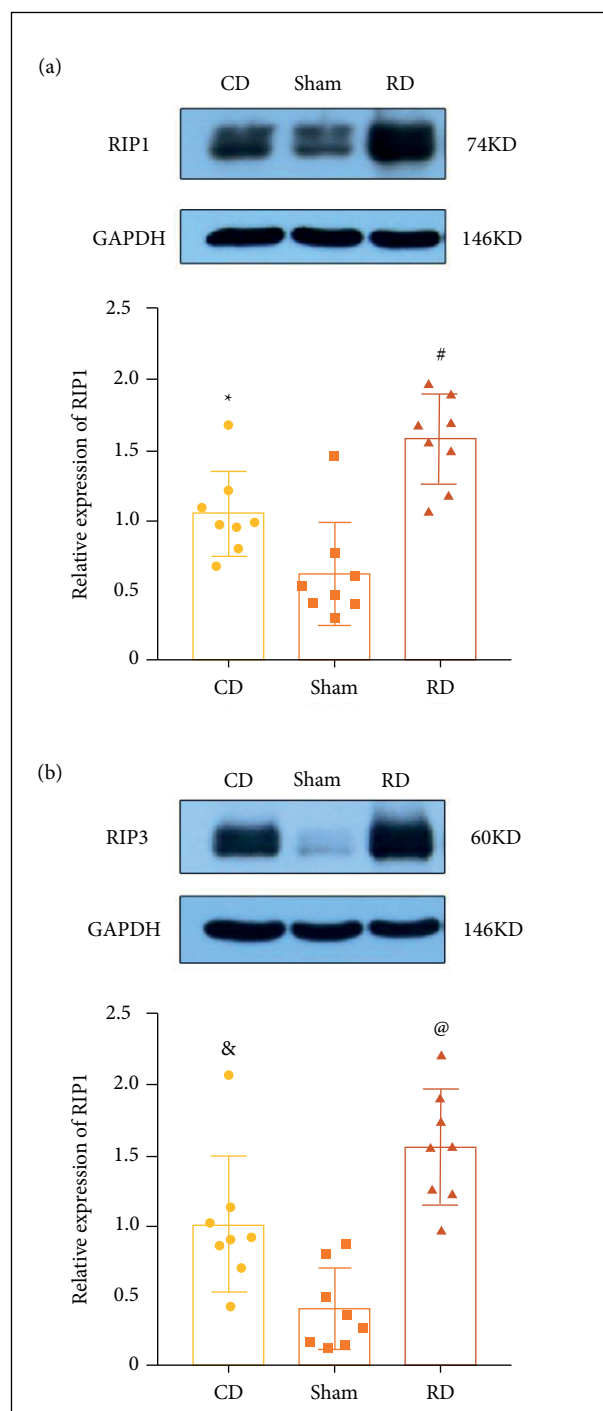 (a)
CD Sham RD
RIP1 74KD
GAPDH 146KD
2.5
2.0
1.5
1.0
0.5
0
Relative expression of RIP1
*
#
CD Sham RD
(b)
CD Sham RD
RIP3 60KD
GAPDH 146KD
2.5
2.0
1.5
1.0
0.5
0
Relative expression of RIP1
&
@
CD Sham RD